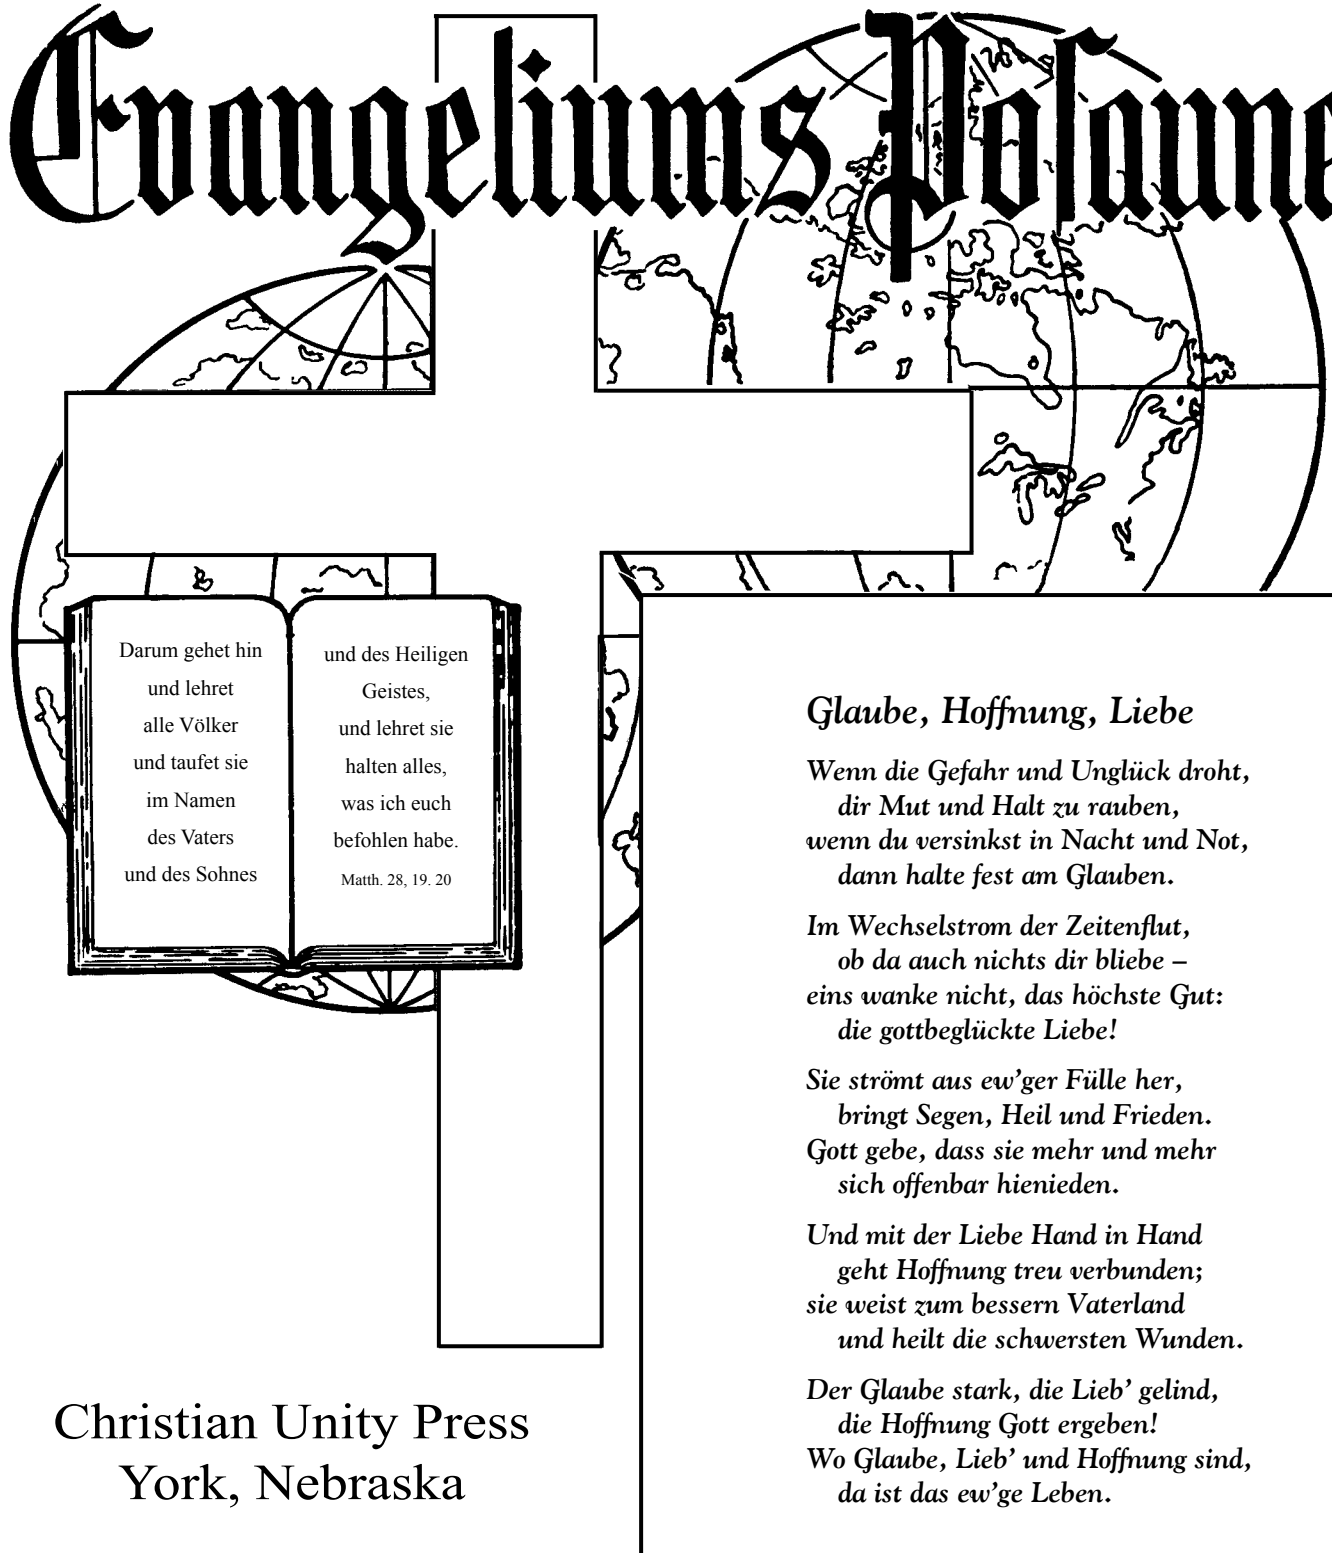 Evangeliums Poſaune
Darum gehet hin
und lehret
alle Völker
und taufet sie
im Namen
des Vaters
und des Sohnes
und des Heiligen
Geistes,
und lehret sie
halten alles,
was ich euch
befohlen habe.
Matth. 28, 19. 20
Glaube, Hoffnung, Liebe
Wenn die Gefahr und Unglück droht,
dir Mut und Halt zu rauben,
wenn du versinkst in Nacht und Not,
dann halte fest am Glauben.
Im Wechselstrom der Zeitenflut,
ob da auch nichts dir bliebe –
eins wanke nicht, das höchste Gut:
die gottbeglückte Liebe!
Sie strömt aus ew’ger Fülle her,
bringt Segen, Heil und Frieden.
Gott gebe, dass sie mehr und mehr
sich offenbar hienieden.
Und mit der Liebe Hand in Hand
geht Hoffnung treu verbunden;
sie weist zum bessern Vaterland
und heilt die schwersten Wunden.
Der Glaube stark, die Lieb’ gelind,
die Hoffnung Gott ergeben!
Wo Glaube, Lieb’ und Hoffnung sind,
da ist das ew’ge Leben.
Christian Unity Press
York, Nebraska